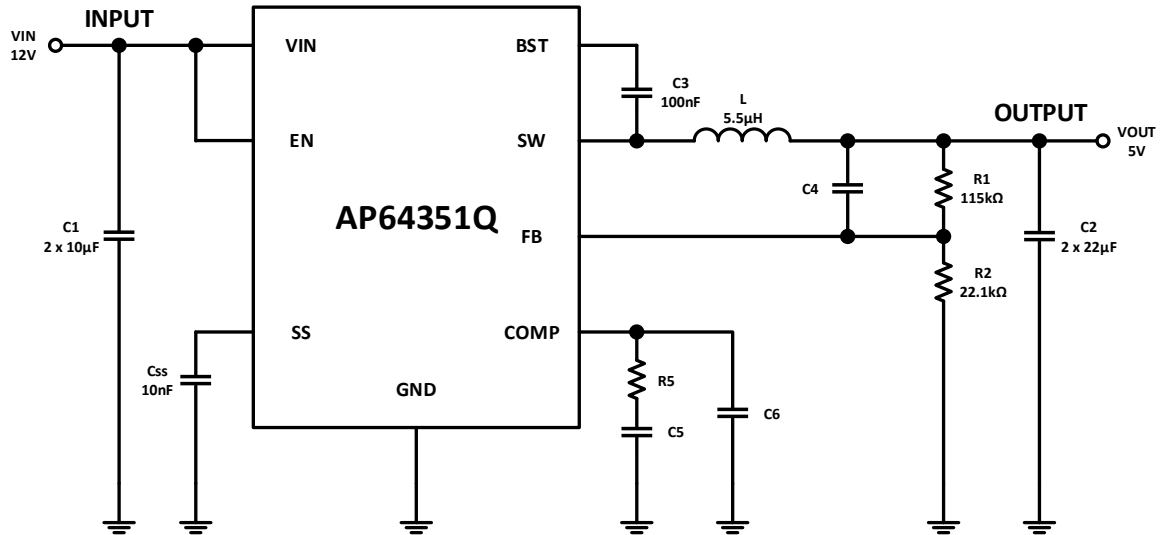 INPUT
VIN
12V
VIN
BST
C3
100nF
L
5.5µH
OUTPUT
VOUT
5V
EN
SW
C4
R1
115kΩ
AP64351Q
FB
C1
2 x 10µF
C2
2 x 22µF
R2
22.1kΩ
SS
COMP
Css
10nF
GND
R5
C5
C6